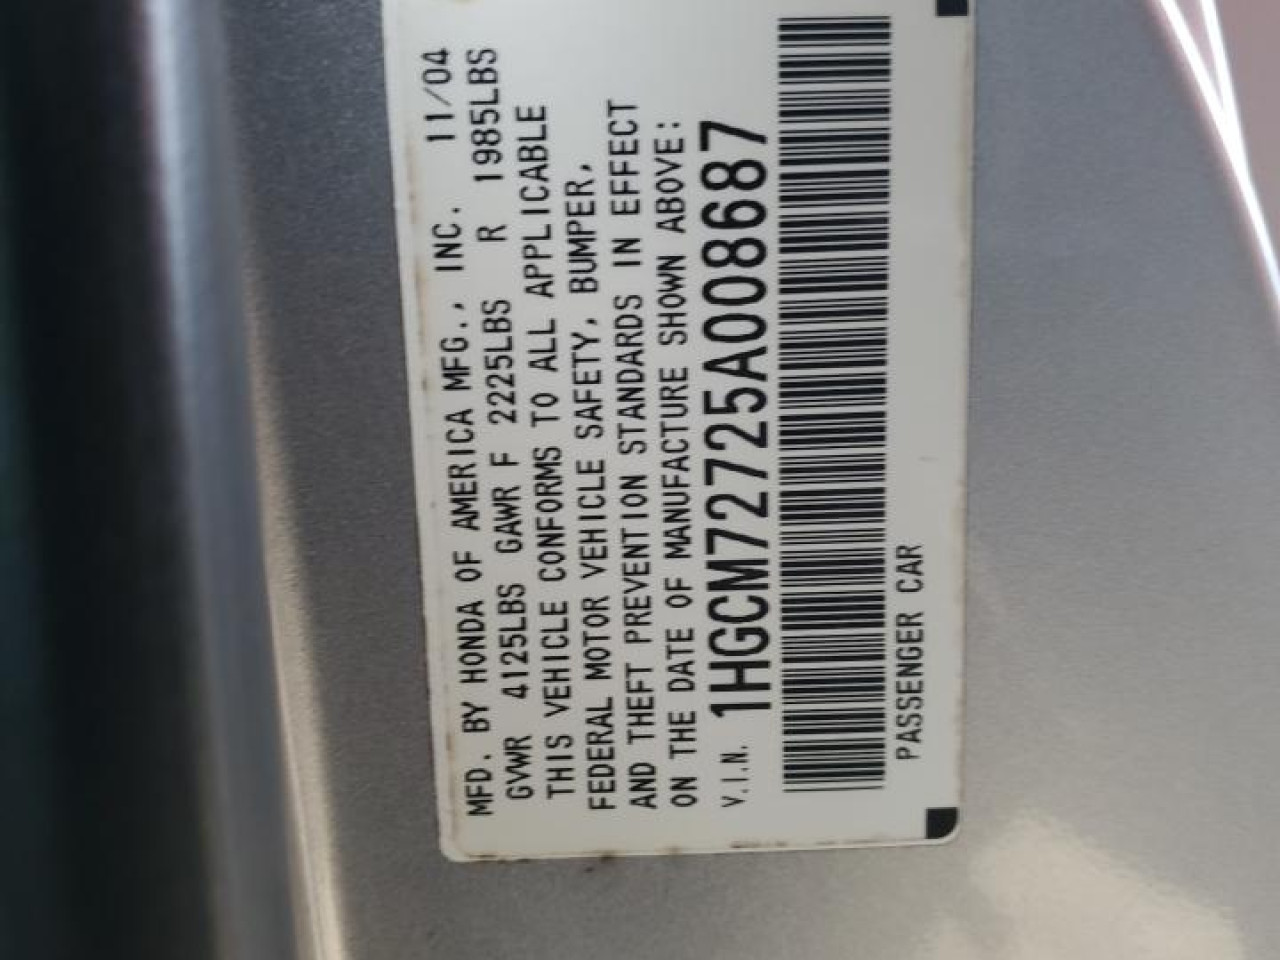 MFD. BY HONDA OF AMERICA MFG., INC. 11/04
GVWR 4125LBS GAWR F 2225LBS R 1985LBS
THIS VEHICLE CONFORMS TO ALL APPLICABLE
FEDERAL MOTOR VEHICLE SAFETY, BUMPER,
AND THEFT PREVENTION STANDARDS IN EFFECT
ON THE DATE OF MANUFACTURE SHOWN ABOVE:
V.I.N. 1HGCM72725A008687
PASSENGER CAR